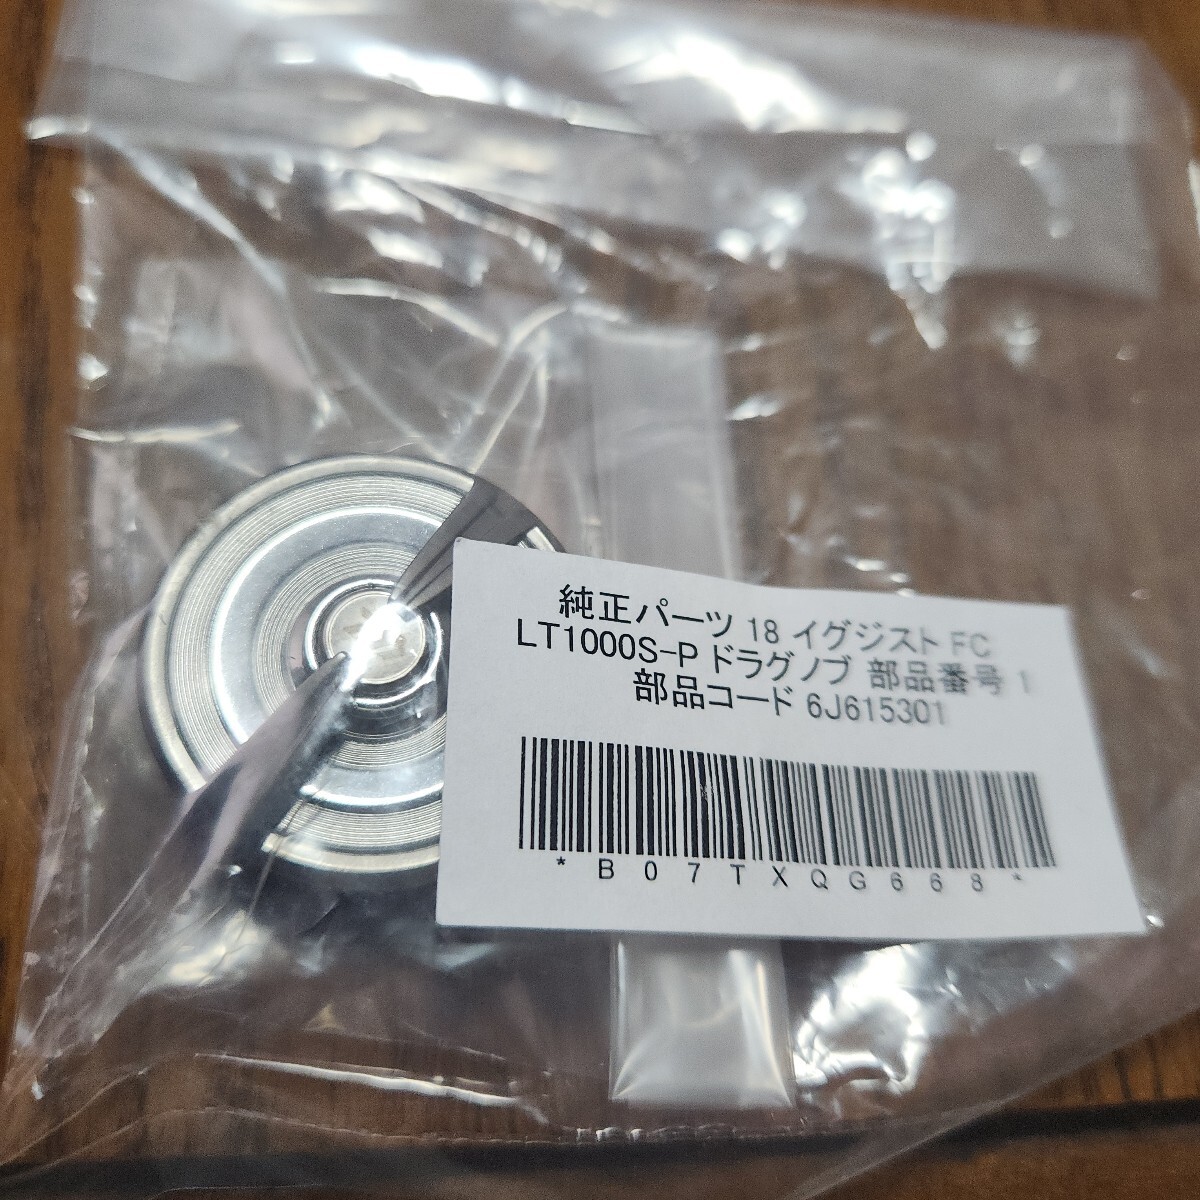 純正パーツ 18 イグジスト FC
LT1000S-P ドラグノブ 部品番号 1
部品コード 6J615301
*B07TXQG668*